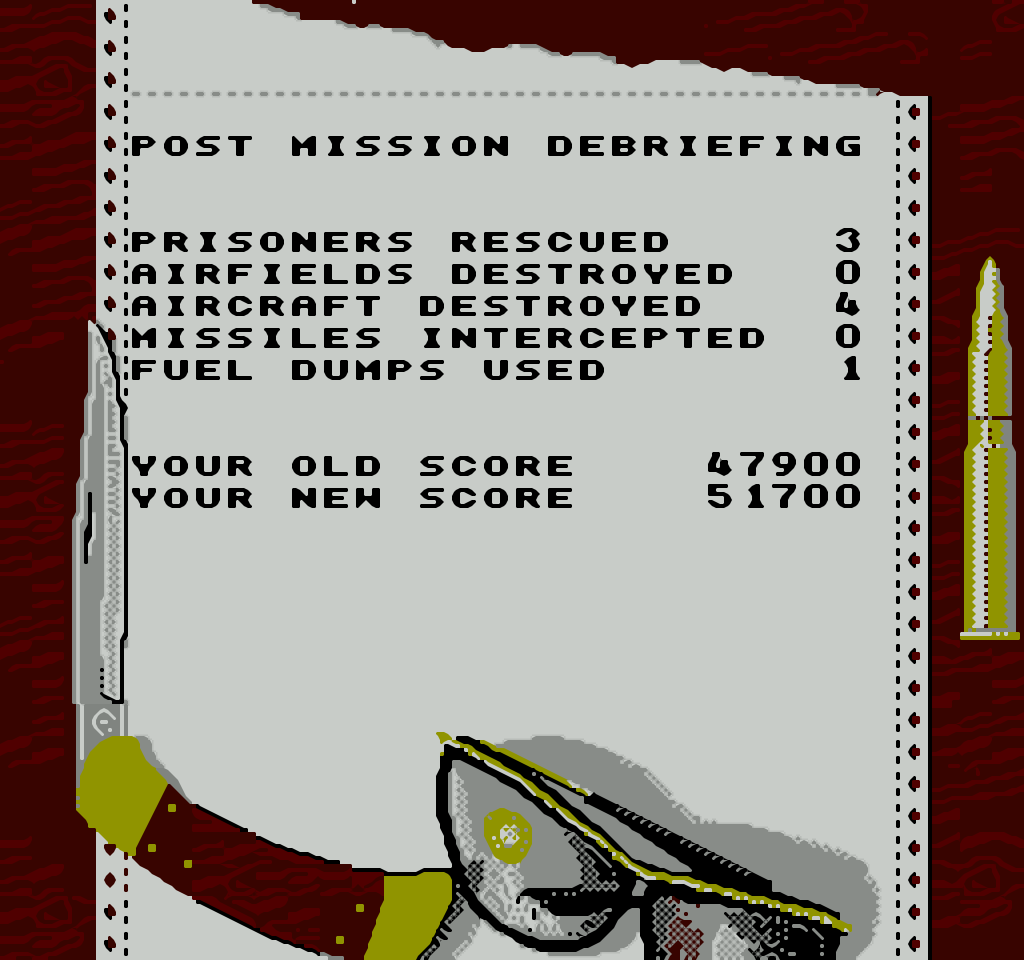 POST MISSION DEBRIEFING
PRISONERS RESCUED 3
AIRFIELDS DESTROYED 0
AIRCRAFT DESTROYED 4
MISSILES INTERCEPTED 0
FUEL DUMPS USED 1
YOUR OLD SCORE 47900
YOUR NEW SCORE 51700